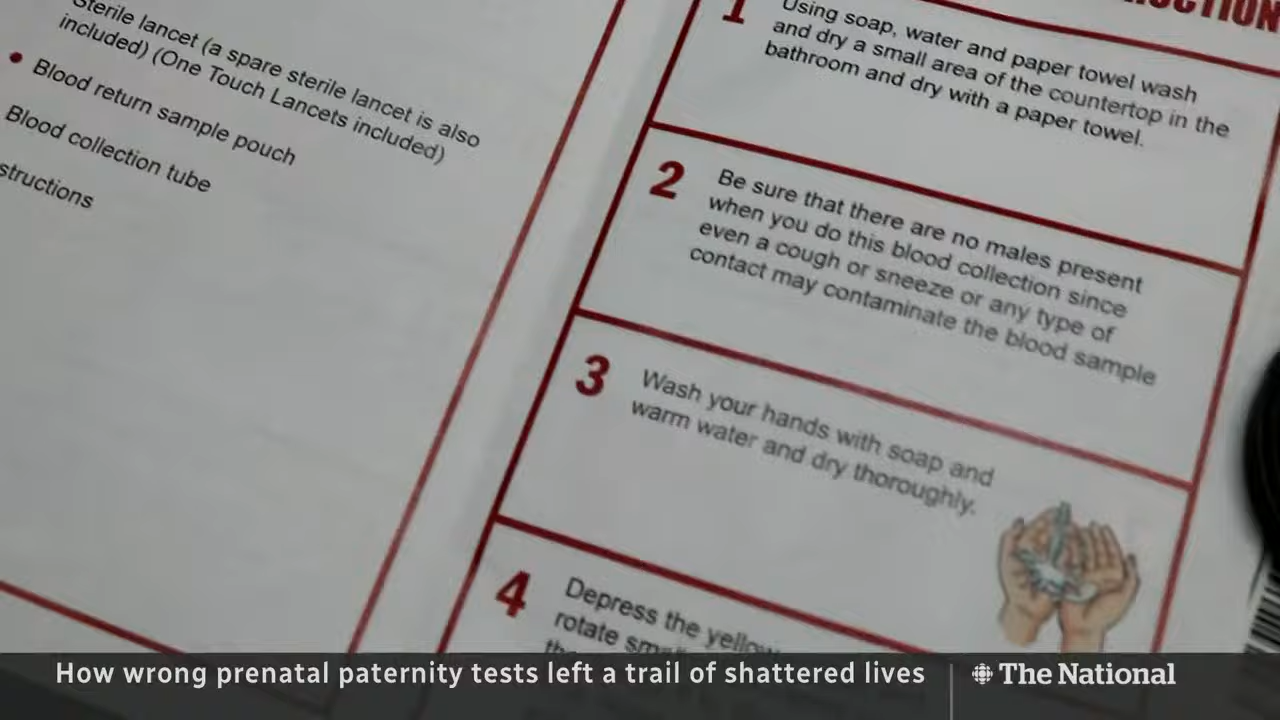 Sterile lancet (a spare sterile lancet is also
included) (One Touch Lancets included)
• Blood return sample pouch
Blood collection tube
structions
1 Using soap, water and paper towel wash
and dry a small area of the countertop in the
bathroom and dry with a paper towel.
2 Be sure that there are no males present
when you do this blood collection since
even a cough or sneeze or any type of
contact may contaminate the blood sample
3 Wash your hands with soap and
warm water and dry thoroughly.
4 Depress the yellow
rotate
How wrong prenatal paternity tests left a trail of shattered lives
The National